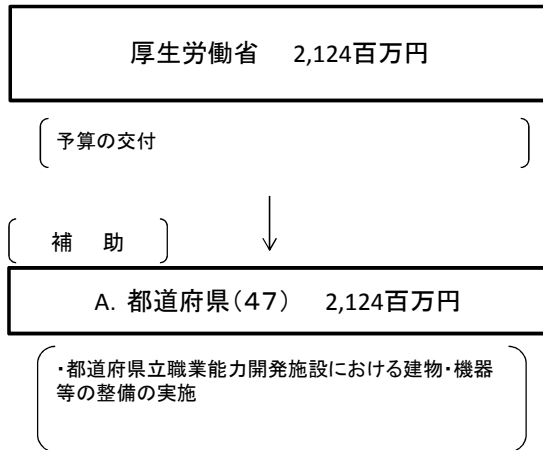 厚生労働省　2,124百万円
予算の交付
補　助
A. 都道府県(４７)　2,124百万円
・都道府県立職業能力開発施設における建物・機器
等の整備の実施